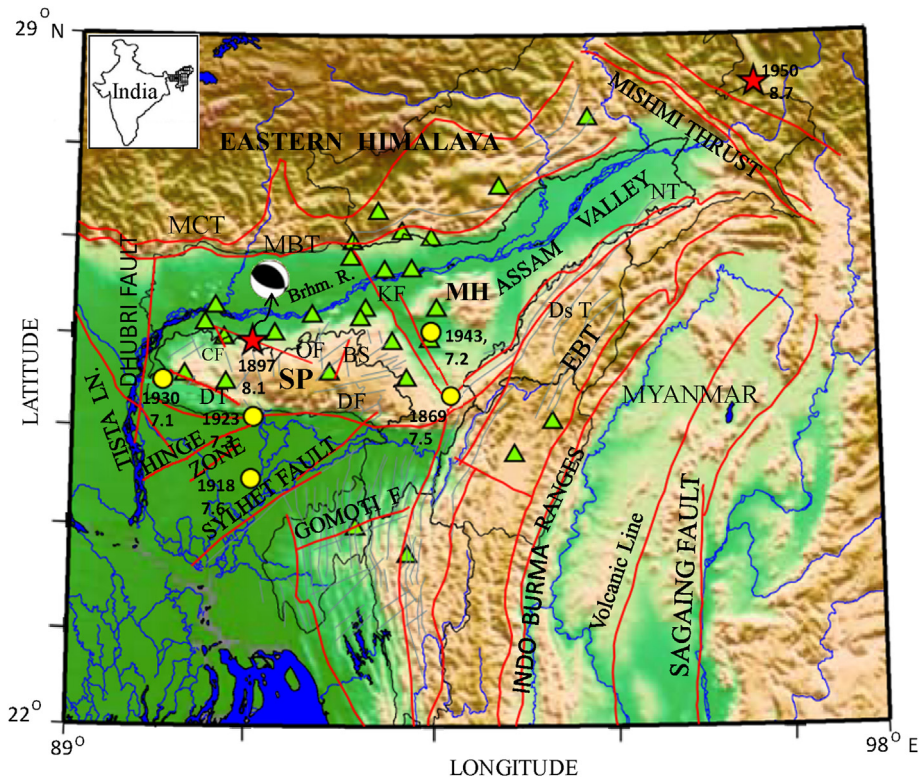 29° N
India
1950
8.7
MISHMI THRUST
EASTERN HIMALAYA
NT
MCT
MBT
ASSAM VALLEY
DHUBRI FAULT
Brhm. R.
KF
MH
Ds T
1943,
7.2
CF
OF
BS
EBT
1897
8.1
SP
MYANMAR
LATITUDE
TISTA LN.
1930
7.1
DT
1923
DF
1869
7.5
HINGE
ZONE
1918
7.6
SYLHET FAULT
GOMOTI F
INDO BURMA RANGES
Volcanic Line
SAGAING FAULT
22°
89°
98° E
LONGITUDE